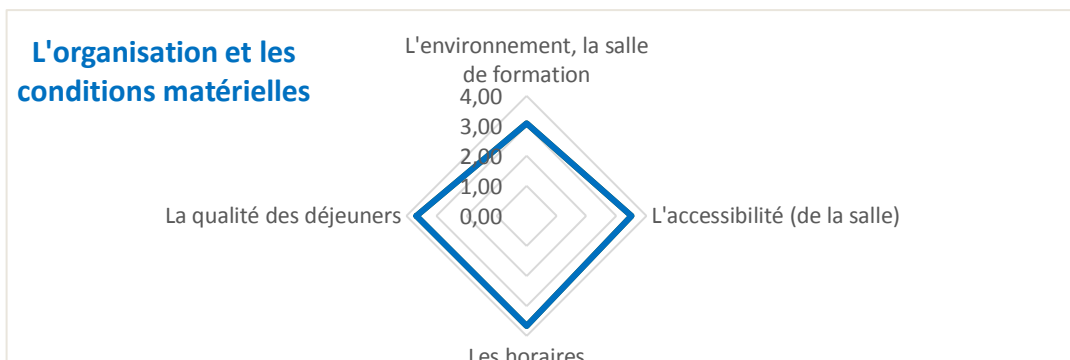 L'organisation et les
conditions matérielles
L'environnement, la salle
de formation
4,00
3,00
2,00
1,00
0,00
La qualité des déjeuners
L'accessibilité (de la salle)
Les horaires